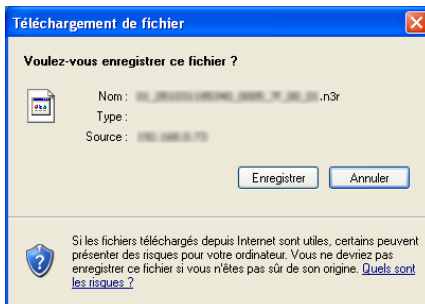 Téléchargement de fichier
Voulez-vous enregistrer ce fichier ?
Nom : .n3r
Type :
Source :
Enregistrer Annuler
Si les fichiers téléchargés depuis Internet sont utiles, certains peuvent
présenter des risques pour votre ordinateur. Vous ne devriez pas
enregistrer ce fichier si vous n'êtes pas sûr de son origine. Quels sont
les risques ?